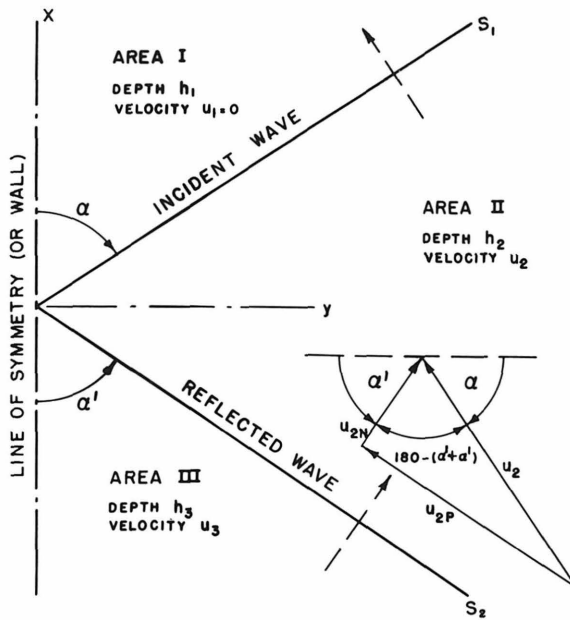 X
S₁
AREA I
DEPTH h₁
VELOCITY u₁=0
INCIDENT WAVE
LINE OF SYMMETRY (OR WALL)
α
AREA II
DEPTH h₂
VELOCITY u₂
y
α'
REFLECTED WAVE
α'
α
u₂N
180-(α'+α')
u₂
u₂P
AREA III
DEPTH h₃
VELOCITY u₃
S₂